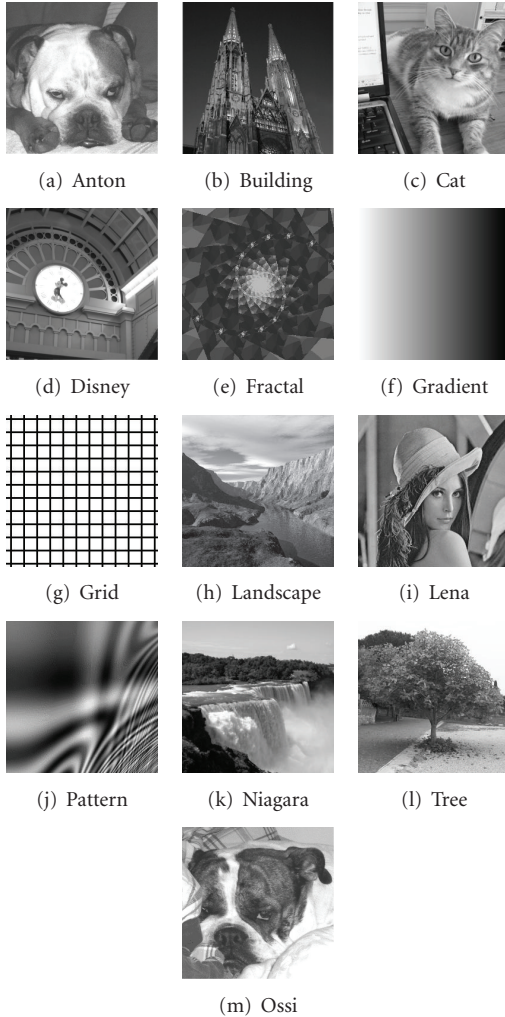 (a) Anton
(b) Building
(c) Cat
(d) Disney
(e) Fractal
(f) Gradient
(g) Grid
(h) Landscape
(i) Lena
(j) Pattern
(k) Niagara
(l) Tree
(m) Ossi